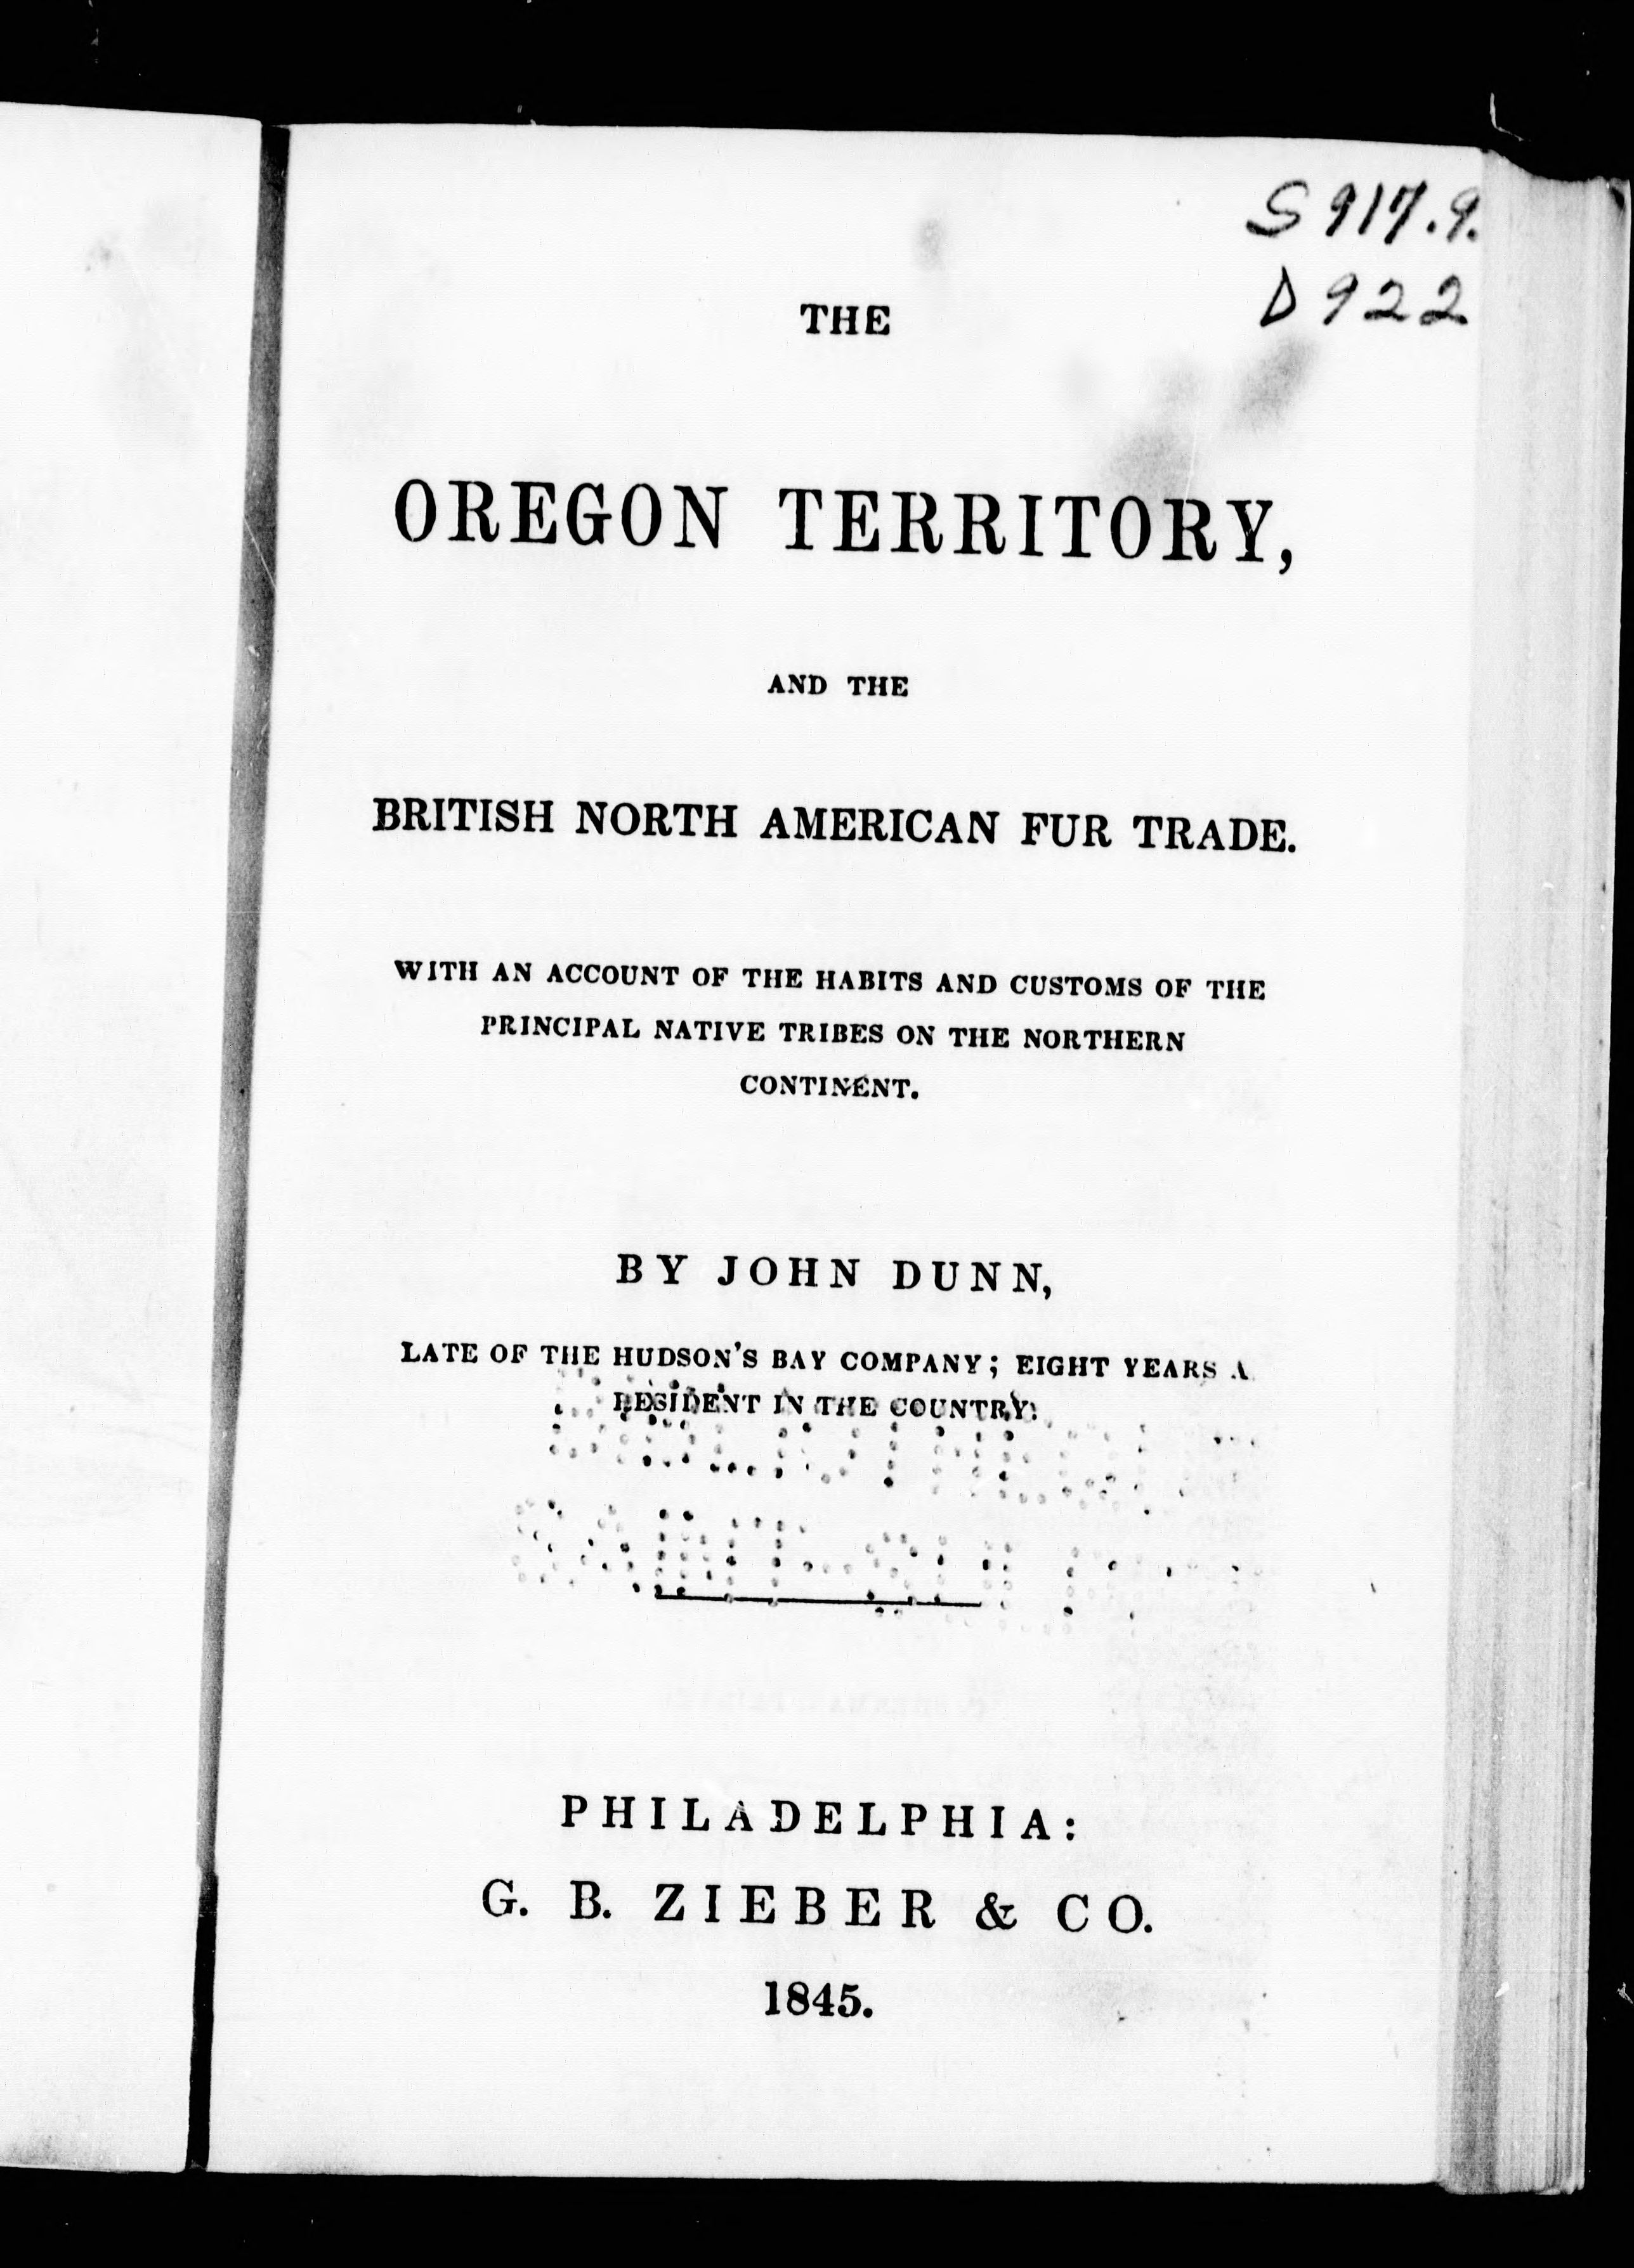 S 917.9.
D 922
THE
OREGON TERRITORY,
AND THE
BRITISH NORTH AMERICAN FUR TRADE.
WITH AN ACCOUNT OF THE HABITS AND CUSTOMS OF THE
PRINCIPAL NATIVE TRIBES ON THE NORTHERN
CONTINENT.
BY JOHN DUNN,
LATE OF THE HUDSON'S BAY COMPANY; EIGHT YEARS A
RESIDENT IN THE COUNTRY.
PHILADELPHIA:
G. B. ZIEBER & CO.
1845.